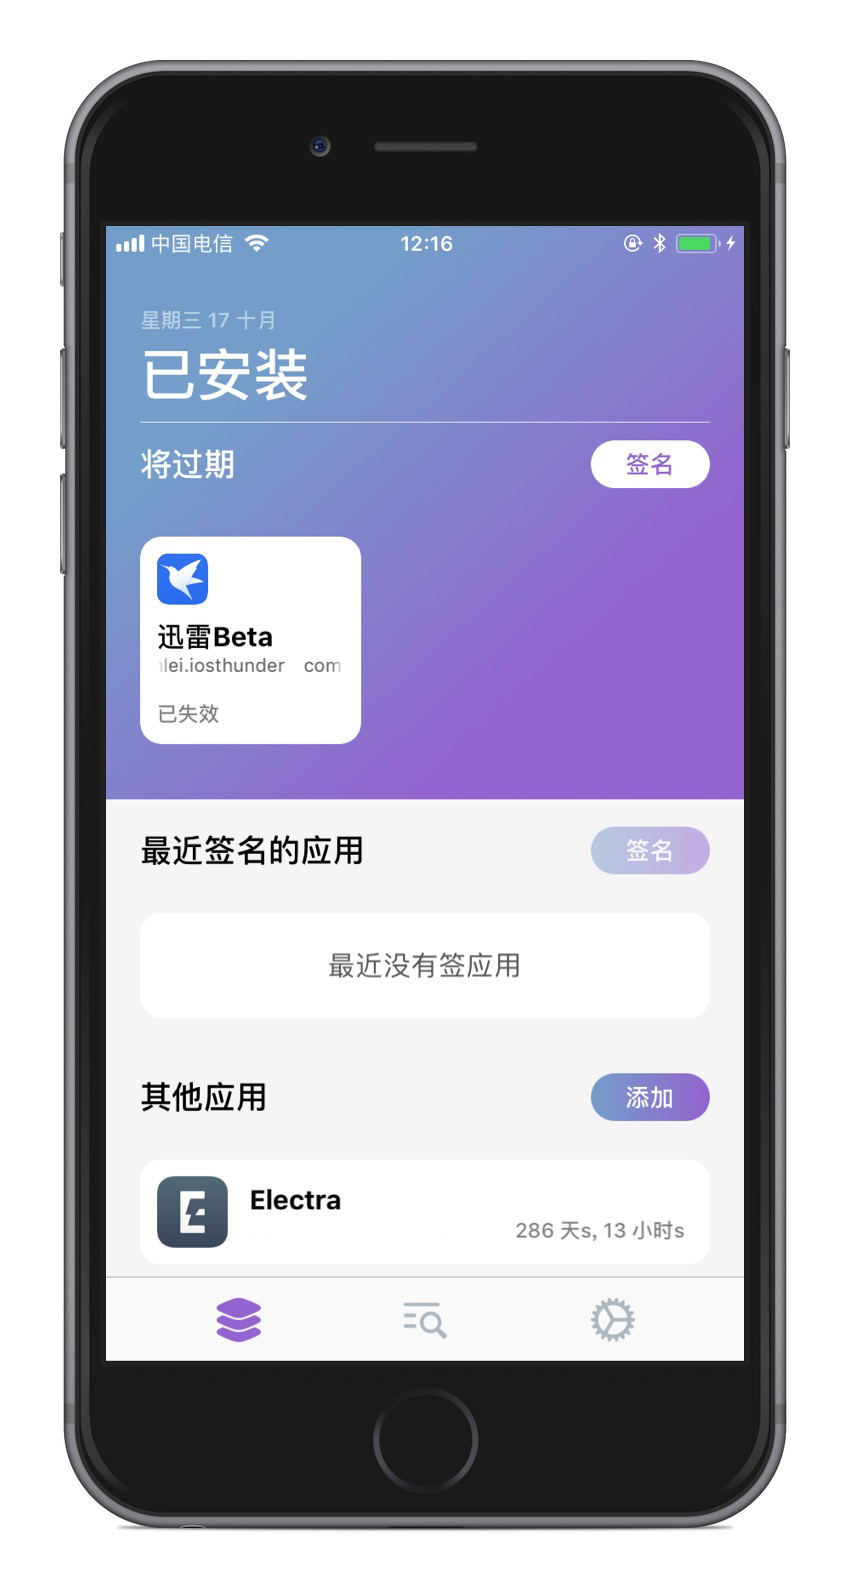 中国电信
12:16
星期三 17 十月
已安装
将过期
签名
迅雷Beta
lei.iosthunder com
已失效
最近签名的应用
签名
最近没有签应用
其他应用
添加
Electra
286 天s, 13 小时s